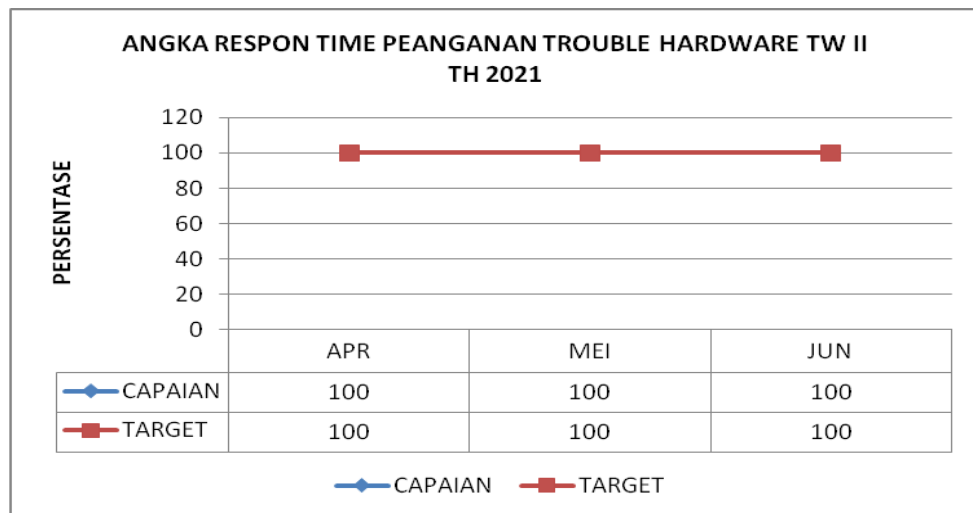 ANGKA RESPON TIME PEANGANAN TROUBLE HARDWARE TW II
TH 2021
PERSENTASE
120
100
80
60
40
20
0
APR MEI JUN
CAPAIAN 100 100 100
TARGET 100 100 100
CAPAIAN TARGET